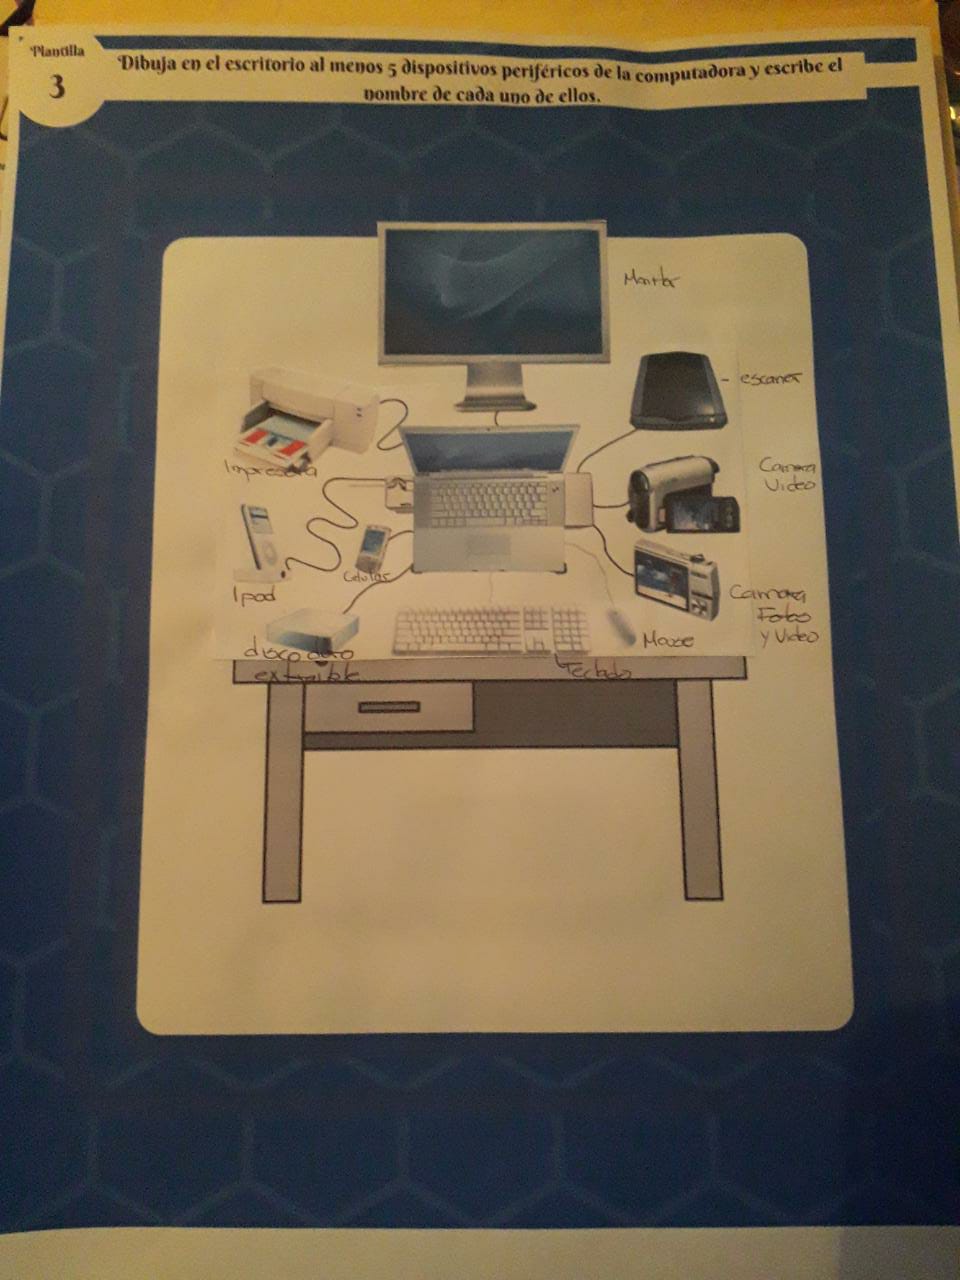 Plantilla
3
Dibuja en el escritorio al menos 5 dispositivos periféricos de la computadora y escribe el
nombre de cada uno de ellos.
Monitor
escaner
Impresora
Camara
Video
Celular
Ipod
Camara
Fotos
y Video
Mouse
disco duro
extraible
Teclado